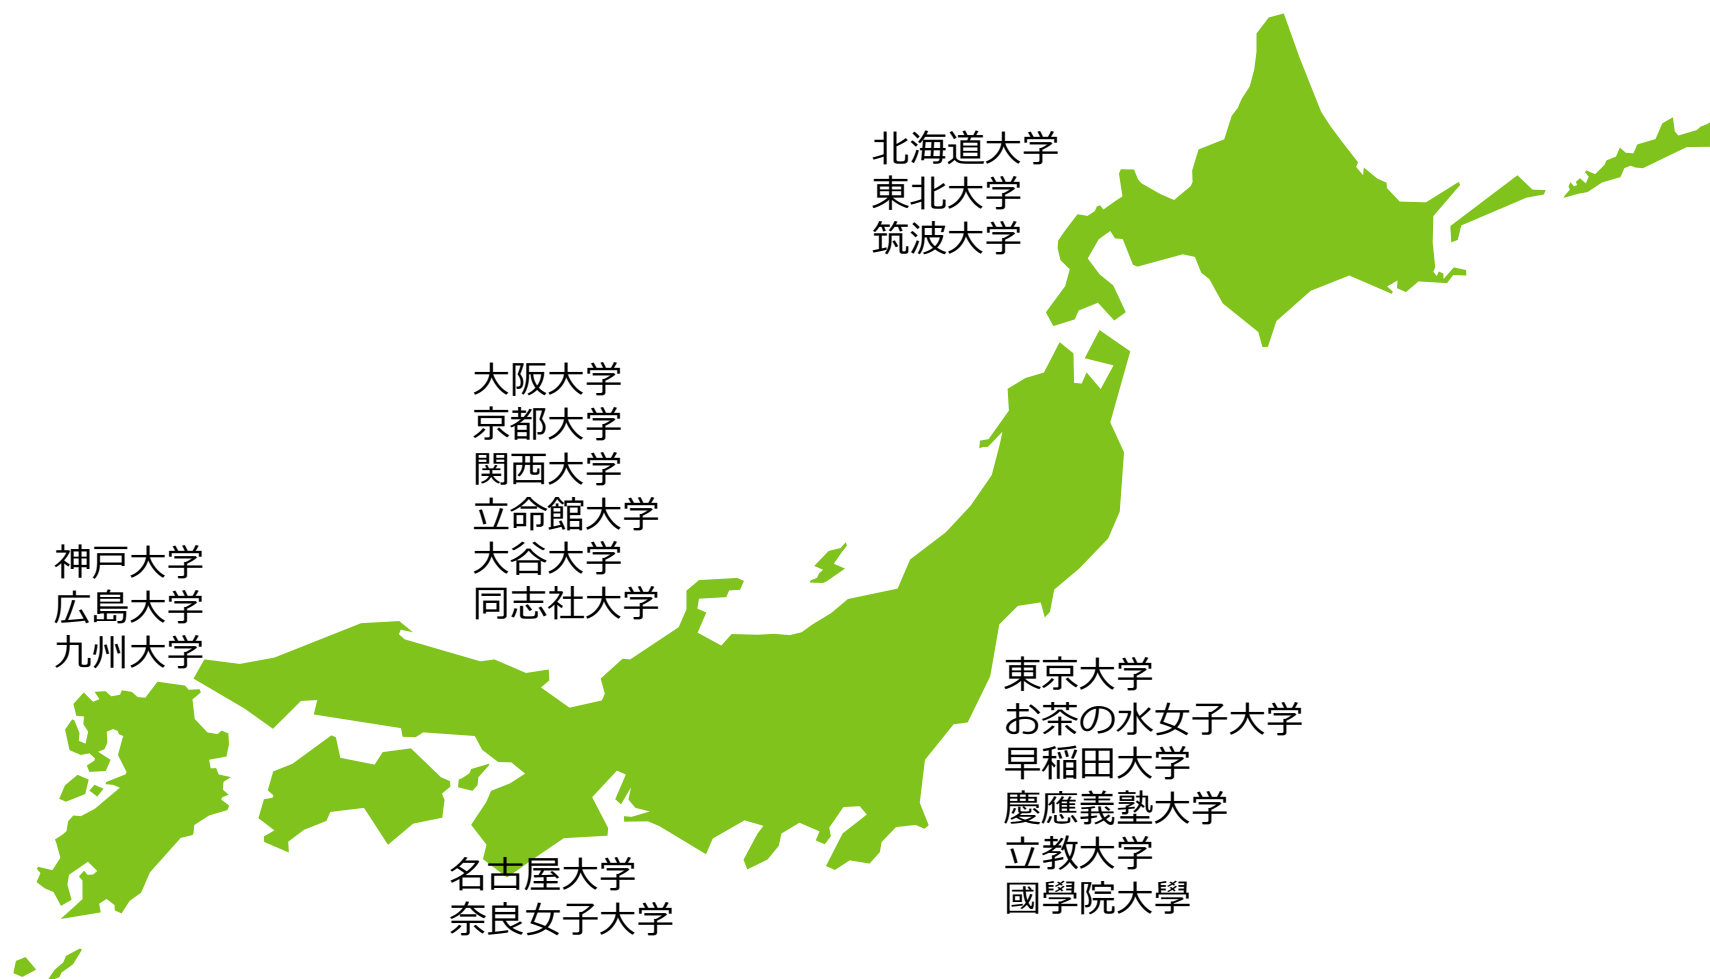 北海道大学
東北大学
筑波大学
大阪大学
京都大学
関西大学
立命館大学
大谷大学
同志社大学
神戸大学
広島大学
九州大学
東京大学
お茶の水女子大学
早稲田大学
慶應義塾大学
立教大学
國學院大學
名古屋大学
奈良女子大学